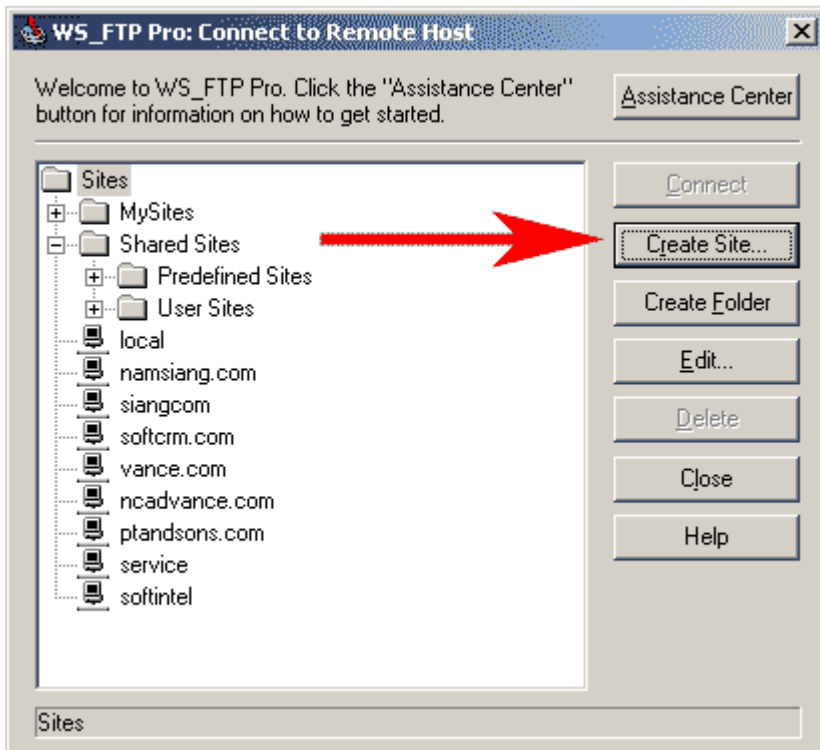 WS_FTP Pro: Connect to Remote Host
Welcome to WS_FTP Pro. Click the "Assistance Center"
button for information on how to get started.
Assistance Center
Sites
MySites
Shared Sites
Predefined Sites
User Sites
local
namsiang.com
siangcom
softcrm.com
vance.com
ncadvance.com
ptandsons.com
service
softintel
Connect
Create Site...
Create Folder
Edit...
Delete
Close
Help
Sites